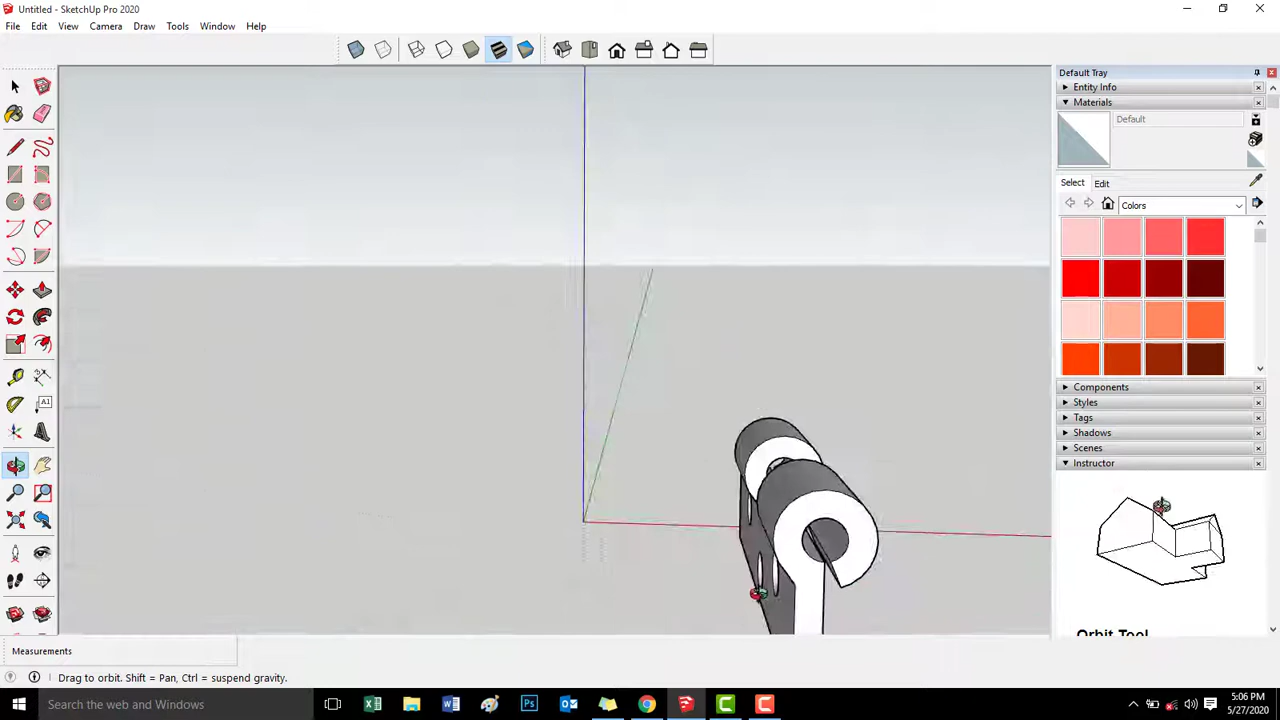 Untitled - SketchUp Pro 2020
File Edit View Camera Draw Tools Window Help
Default Tray
Entity Info
Materials
Default
Select Edit
Colors
A1
Components
Styles
Tags
Shadows
Scenes
Instructor
Orbit Tool
Measurements
Drag to orbit. Shift = Pan, Ctrl = suspend gravity.
Search the web and Windows
5:06 PM
5/27/2020